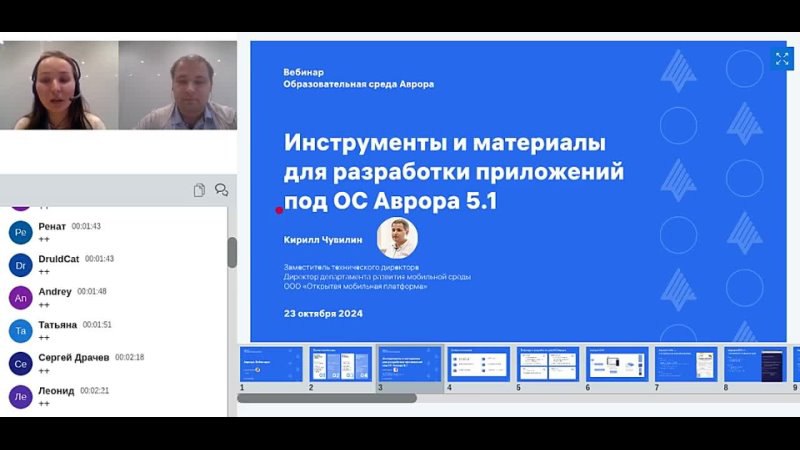 Вебинар
Образовательная среда Аврора
Инструменты и материалы
для разработки приложений
под ОС Аврора 5.1
Кирилл Чувилин
Заместитель технического директора
Директор департамента развития мобильной среды
ООО «Открытая мобильная платформа»
23 октября 2024
Ре Ренат 00:01:43
++
Dr DruidCat 00:01:43
++
An Andrey 00:01:48
++
Та Татьяна 00:01:51
++
Се Сергей Драчев 00:02:18
++
Ле Леонид 00:02:21
++
1 2 3 4 5 6 7 8 9